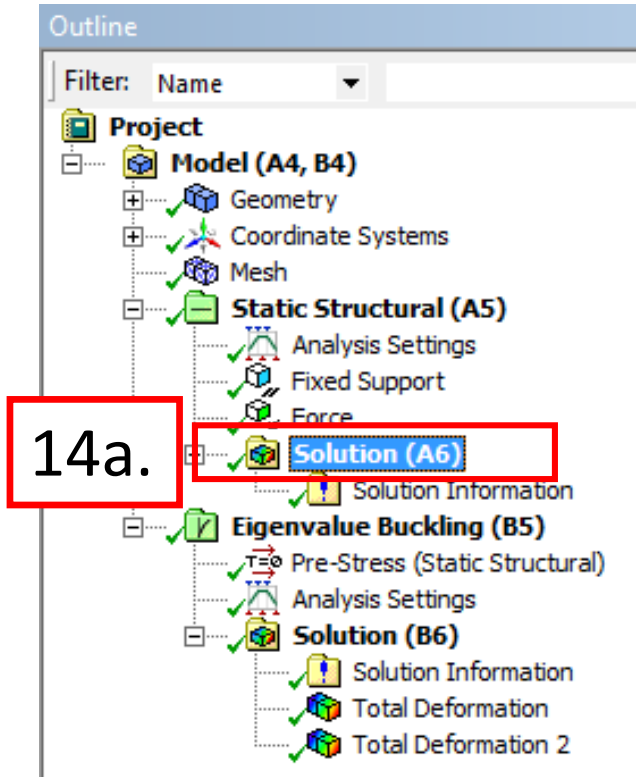 Outline
Filter: Name
Project
Model (A4, B4)
Geometry
Coordinate Systems
Mesh
Static Structural (A5)
Analysis Settings
Fixed Support
Force
14a.
Solution (A6)
Solution Information
Eigenvalue Buckling (B5)
T=0 Pre-Stress (Static Structural)
Analysis Settings
Solution (B6)
Solution Information
Total Deformation
Total Deformation 2